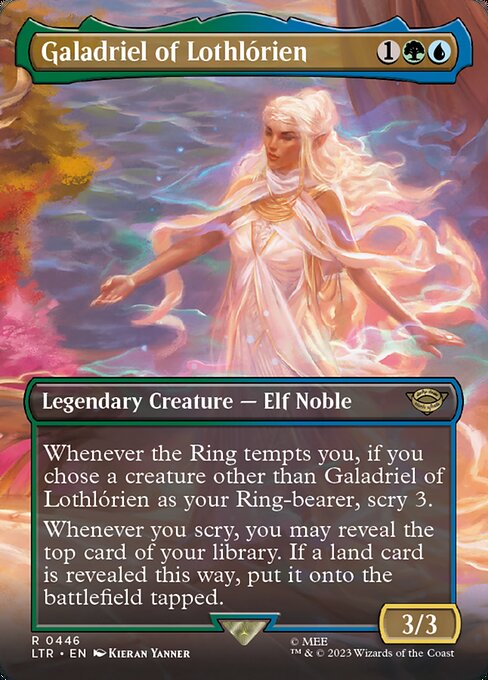 Galadriel of Lothlórien 1
Legendary Creature — Elf Noble
Whenever the Ring tempts you, if you
chose a creature other than Galadriel of
Lothlórien as your Ring-bearer, scry 3.
Whenever you scry, you may reveal the
top card of your library. If a land card
is revealed this way, put it onto the
battlefield tapped.
3/3
R 0446
LTR • EN Kieran Yanner
© MEE
™ & © 2023 Wizards of the Coast